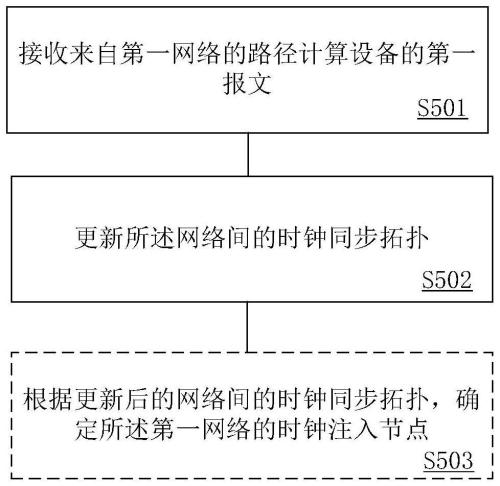 接收来自第一网络的路径计算设备的第一
报文
S501
更新所述网络间的时钟同步拓扑
S502
根据更新后的网络间的时钟同步拓扑，确
定所述第一网络的时钟注入节点
S503